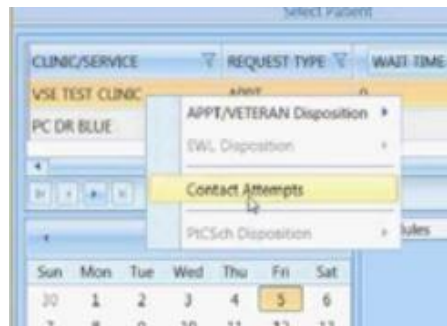 Select Patient
CLINIC/SERVICE REQUEST TYPE WAIT TIME
VSE TEST CLINIC APPT 0
PC DR BLUE
APPT/VETERAN Disposition
EWL Disposition
Contact Attempts
PtCSch Disposition
Sun Mon Tue Wed Thu Fri Sat
30 1 2 3 4 5 6
7 8 9 10 11 12 13